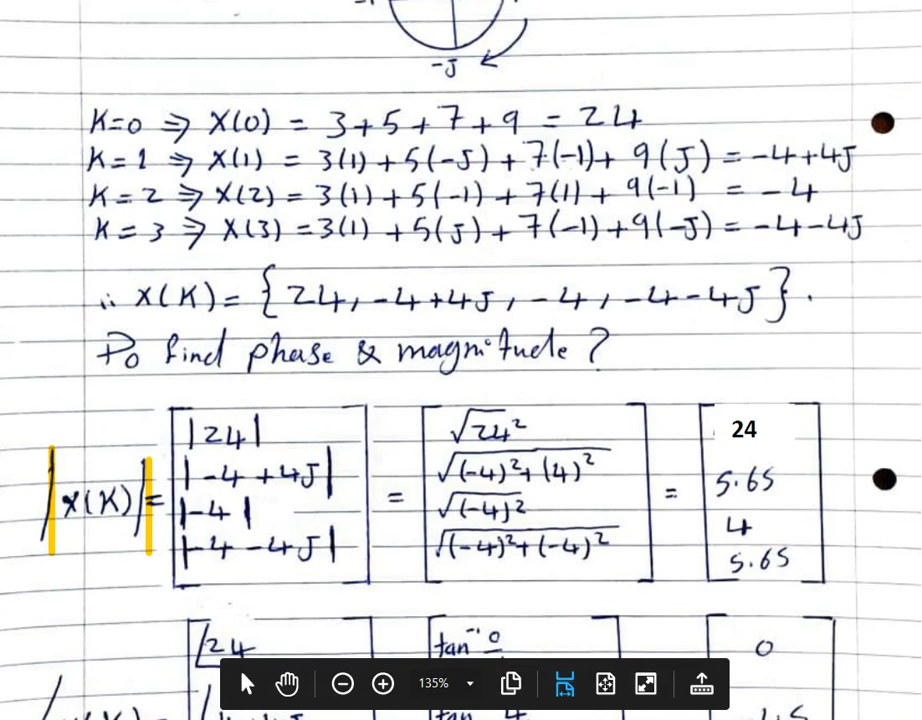 -J
K=0 ⇒ X(0) = 3+5+7+9 = 24
K=1 ⇒ X(1) = 3(1)+5(-J)+7(-1)+ 9(J) = -4+4J
K=2 ⇒ X(2) = 3(1)+5(-1)+7(1)+ 9(-1) = -4
K=3 ⇒ X(3) =3(1) +5(J)+7(-1)+9(-J) = -4-4J
∴ X(K)= {24, -4+4J, -4, -4-4J}.
To find phase & magnitude?
|24| √24² 24
|-4+4J| √(-4)²+(4)² 5.65
|X(K)|= = =
|-4| √(-4)² 4
|-4-4J| √(-4)²+(-4)² 5.65
∠24 tan⁻¹ 0 0
135%